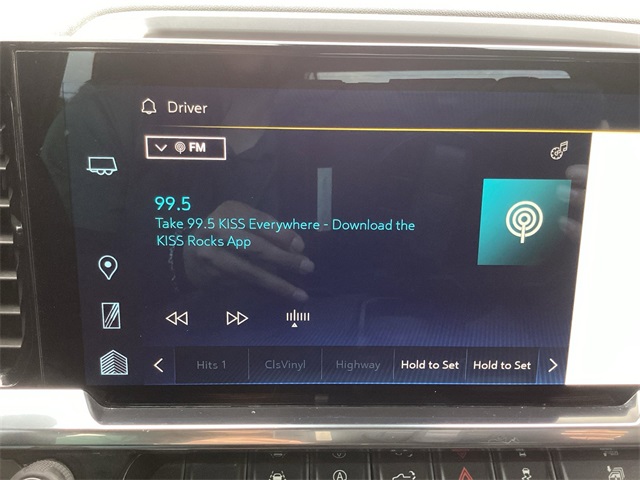 Driver
FM
99.5
Take 99.5 KISS Everywhere - Download the
KISS Rocks App
Hits 1 ClsVinyl Highway Hold to Set Hold to Set
A